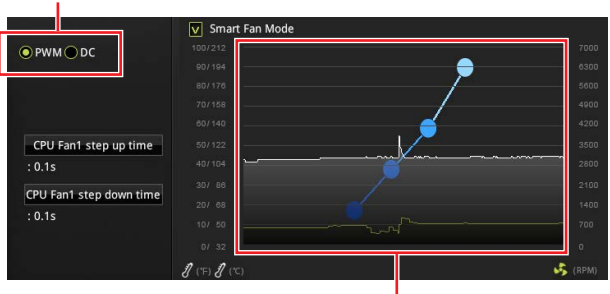 Smart Fan Mode
PWM DC
100/212 7000
90/194 6300
80/176 5600
70/158 4900
60/140 4200
50/122 3500
40/104 2800
30/ 86 2100
20/ 68 1400
10/ 50 700
0/ 32 0
CPU Fan1 step up time
: 0.1s
CPU Fan1 step down time
: 0.1s
(°F) (°C) (RPM)